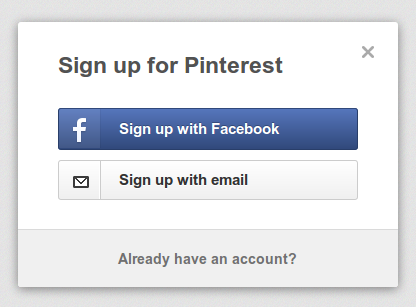 Sign up for Pinterest
Sign up with Facebook
Sign up with email
Already have an account?